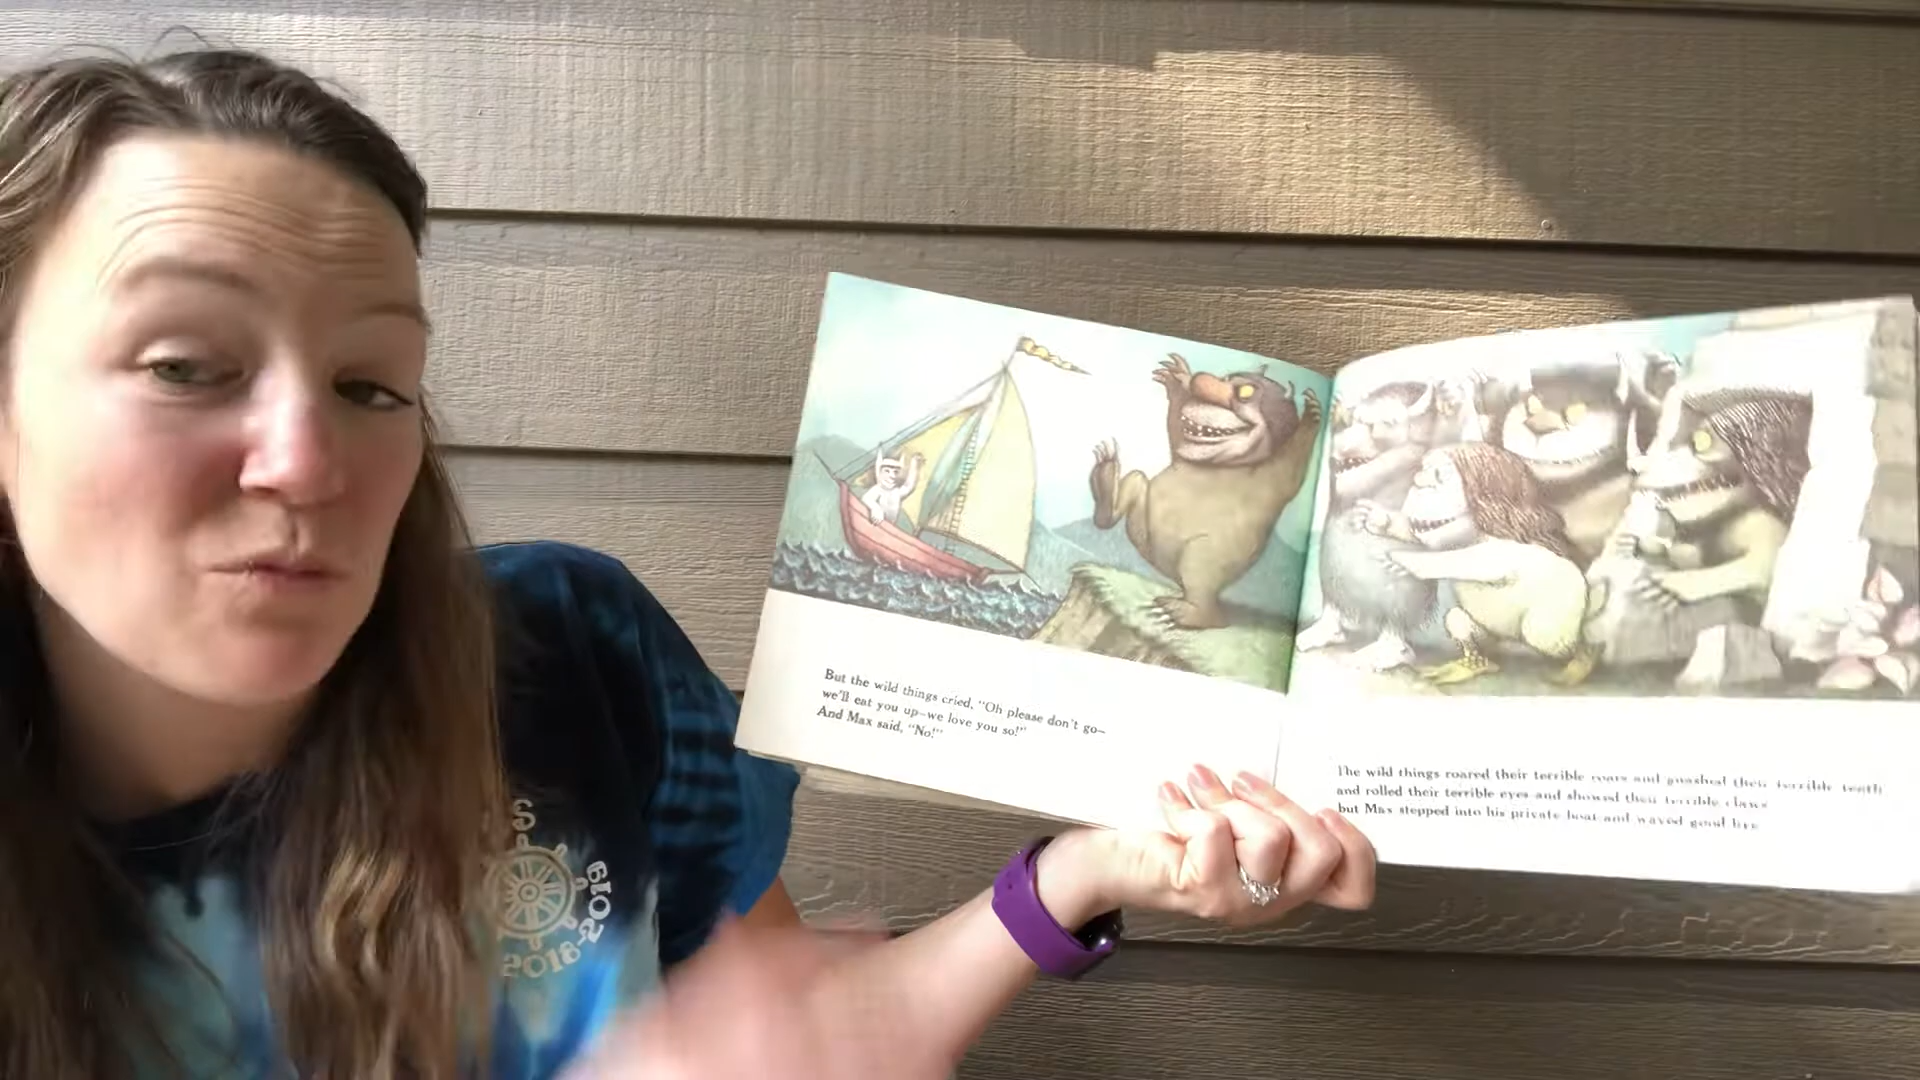 But the wild things cried, "Oh please don't go—
we'll eat you up—we love you so!"
And Max said, "No!"
The wild things roared their terrible roars and gnashed their terrible teeth
and rolled their terrible eyes and showed their terrible claws
but Max stepped into his private boat and waved good bye
S
2018-2019